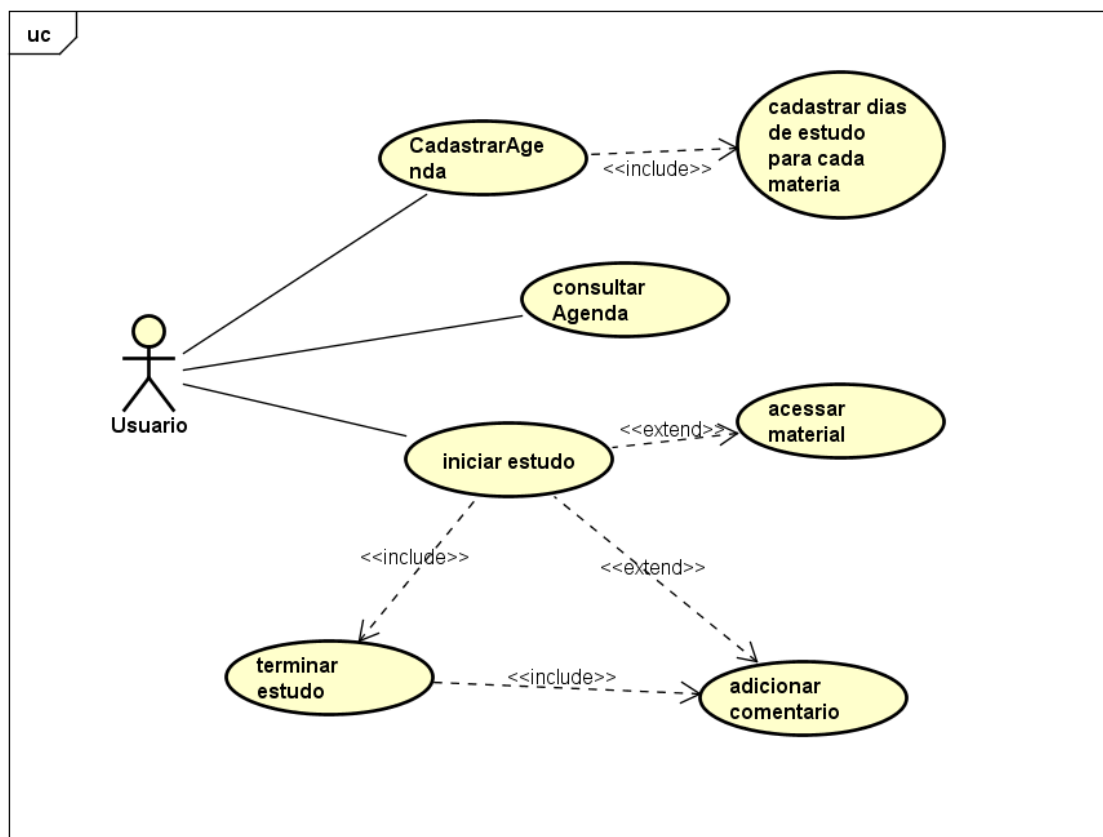 uc
CadastrarAge
nda
<<include>>
cadastrar dias
de estudo
para cada
materia
consultar
Agenda
Usuario
iniciar estudo
<<extend>>
acessar
material
<<include>>
<<extend>>
terminar
estudo
<<include>>
adicionar
comentario